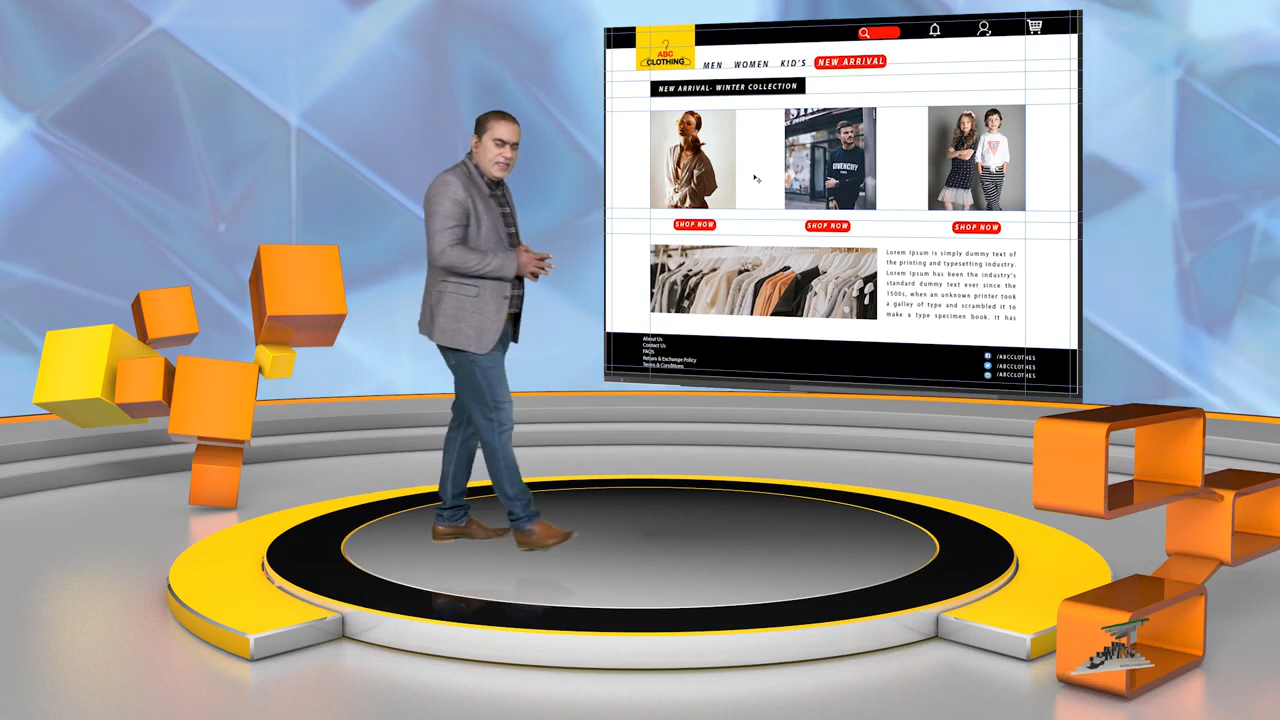 ABC
CLOTHING
MEN WOMEN KID'S NEW ARRIVAL
NEW ARRIVAL- WINTER COLLECTION
GIVENCHY
SHOP NOW SHOP NOW SHOP NOW
Lorem Ipsum is simply dummy text of
the printing and typesetting industry.
Lorem Ipsum has been the industry's
standard dummy text ever since the
1500s, when an unknown printer took
a galley of type and scrambled it to
make a type specimen book. It has
About Us
Contact Us
FAQS
Return & Exchange Policy
Terms & Conditions
/ABCCLOTHES
/ABCCLOTHES
/ABCCLOTHES